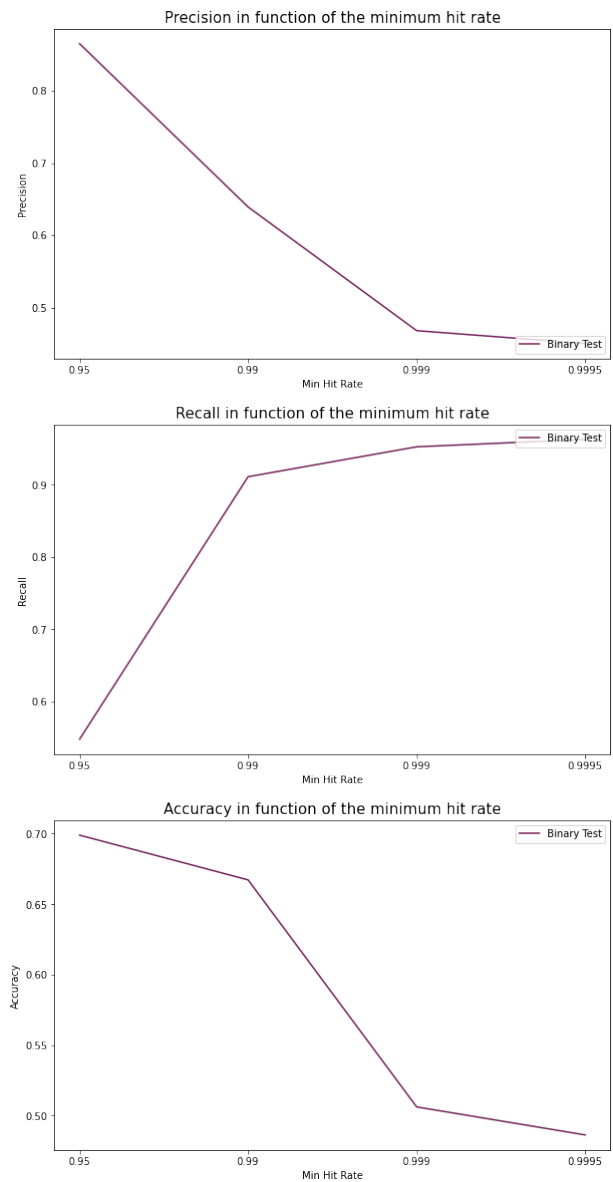 Precision in function of the minimum hit rate
0.8
0.7
0.6
0.5
Precision
Binary Test
0.95 0.99 0.999 0.9995
Min Hit Rate
Recall in function of the minimum hit rate
Binary Test
0.9
0.8
0.7
0.6
Recall
0.95 0.99 0.999 0.9995
Min Hit Rate
Accuracy in function of the minimum hit rate
Binary Test
0.70
0.65
0.60
0.55
0.50
Accuracy
0.95 0.99 0.999 0.9995
Min Hit Rate